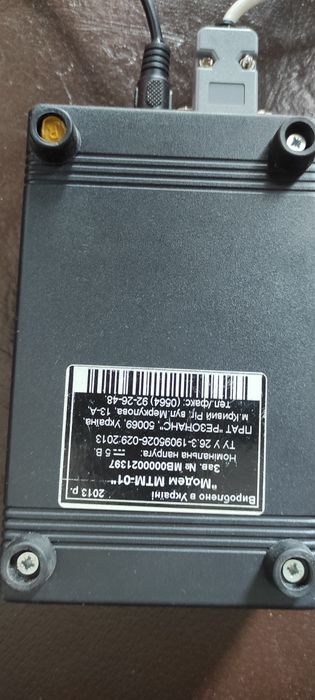 Вироблено в Україні 2013 р.
"Модем МТМ-01"
Зав. № МВ0000021397
Номінальна напруга: 5 В.
ТУ У 26.3-19095026-029:2013
ПРАТ "РЕЗОНАНС", 50069, Україна,
м.Кривий Ріг, вул.Меркулова, 13-А,
тел./факс: (0564) 92-26-48.